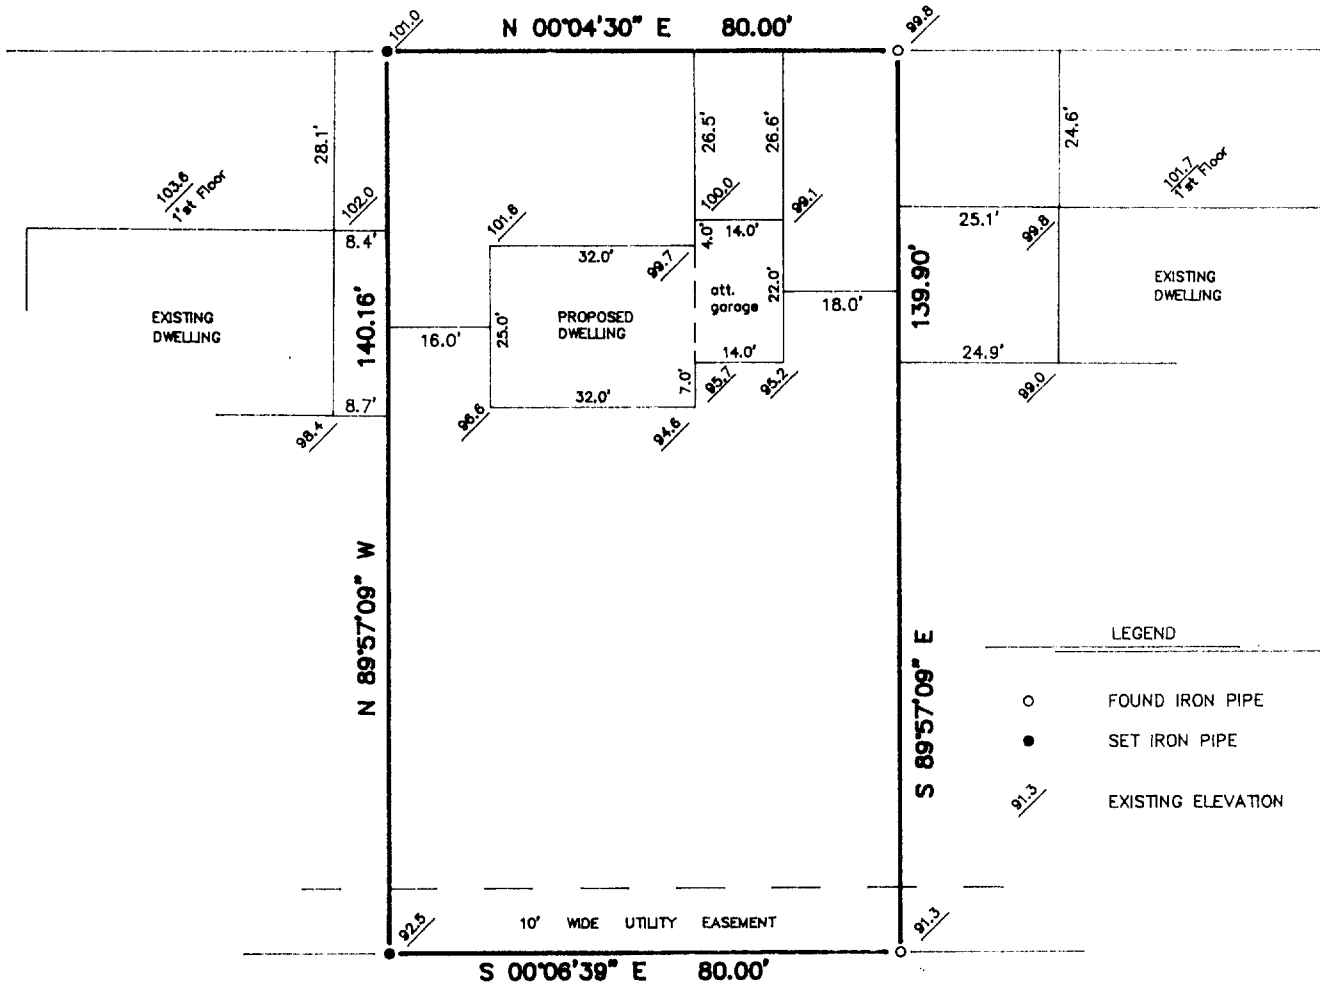 101.0
N 00°04'30" E 80.00'
99.8
28.1'
26.5'
26.6'
24.6'
103.6
1'st Floor
101.7
1'st Floor
102.0
8.4'
101.8
100.0
99.1
4.0'
14.0'
25.1'
99.8
32.0'
99.7
139.90'
EXISTING
DWELLING
att.
garage
22.0'
18.0'
EXISTING
DWELLING
140.16'
16.0'
25.0'
PROPOSED
DWELLING
14.0'
24.9'
7.0'
95.7
95.2
99.0
8.7'
32.0'
98.4
96.6
94.6
N 89°57'09" W
S 89°57'09" E
LEGEND
FOUND IRON PIPE
SET IRON PIPE
91.3
EXISTING ELEVATION
92.5
10' WIDE UTILITY EASEMENT
91.3
S 00°06'39" E 80.00'